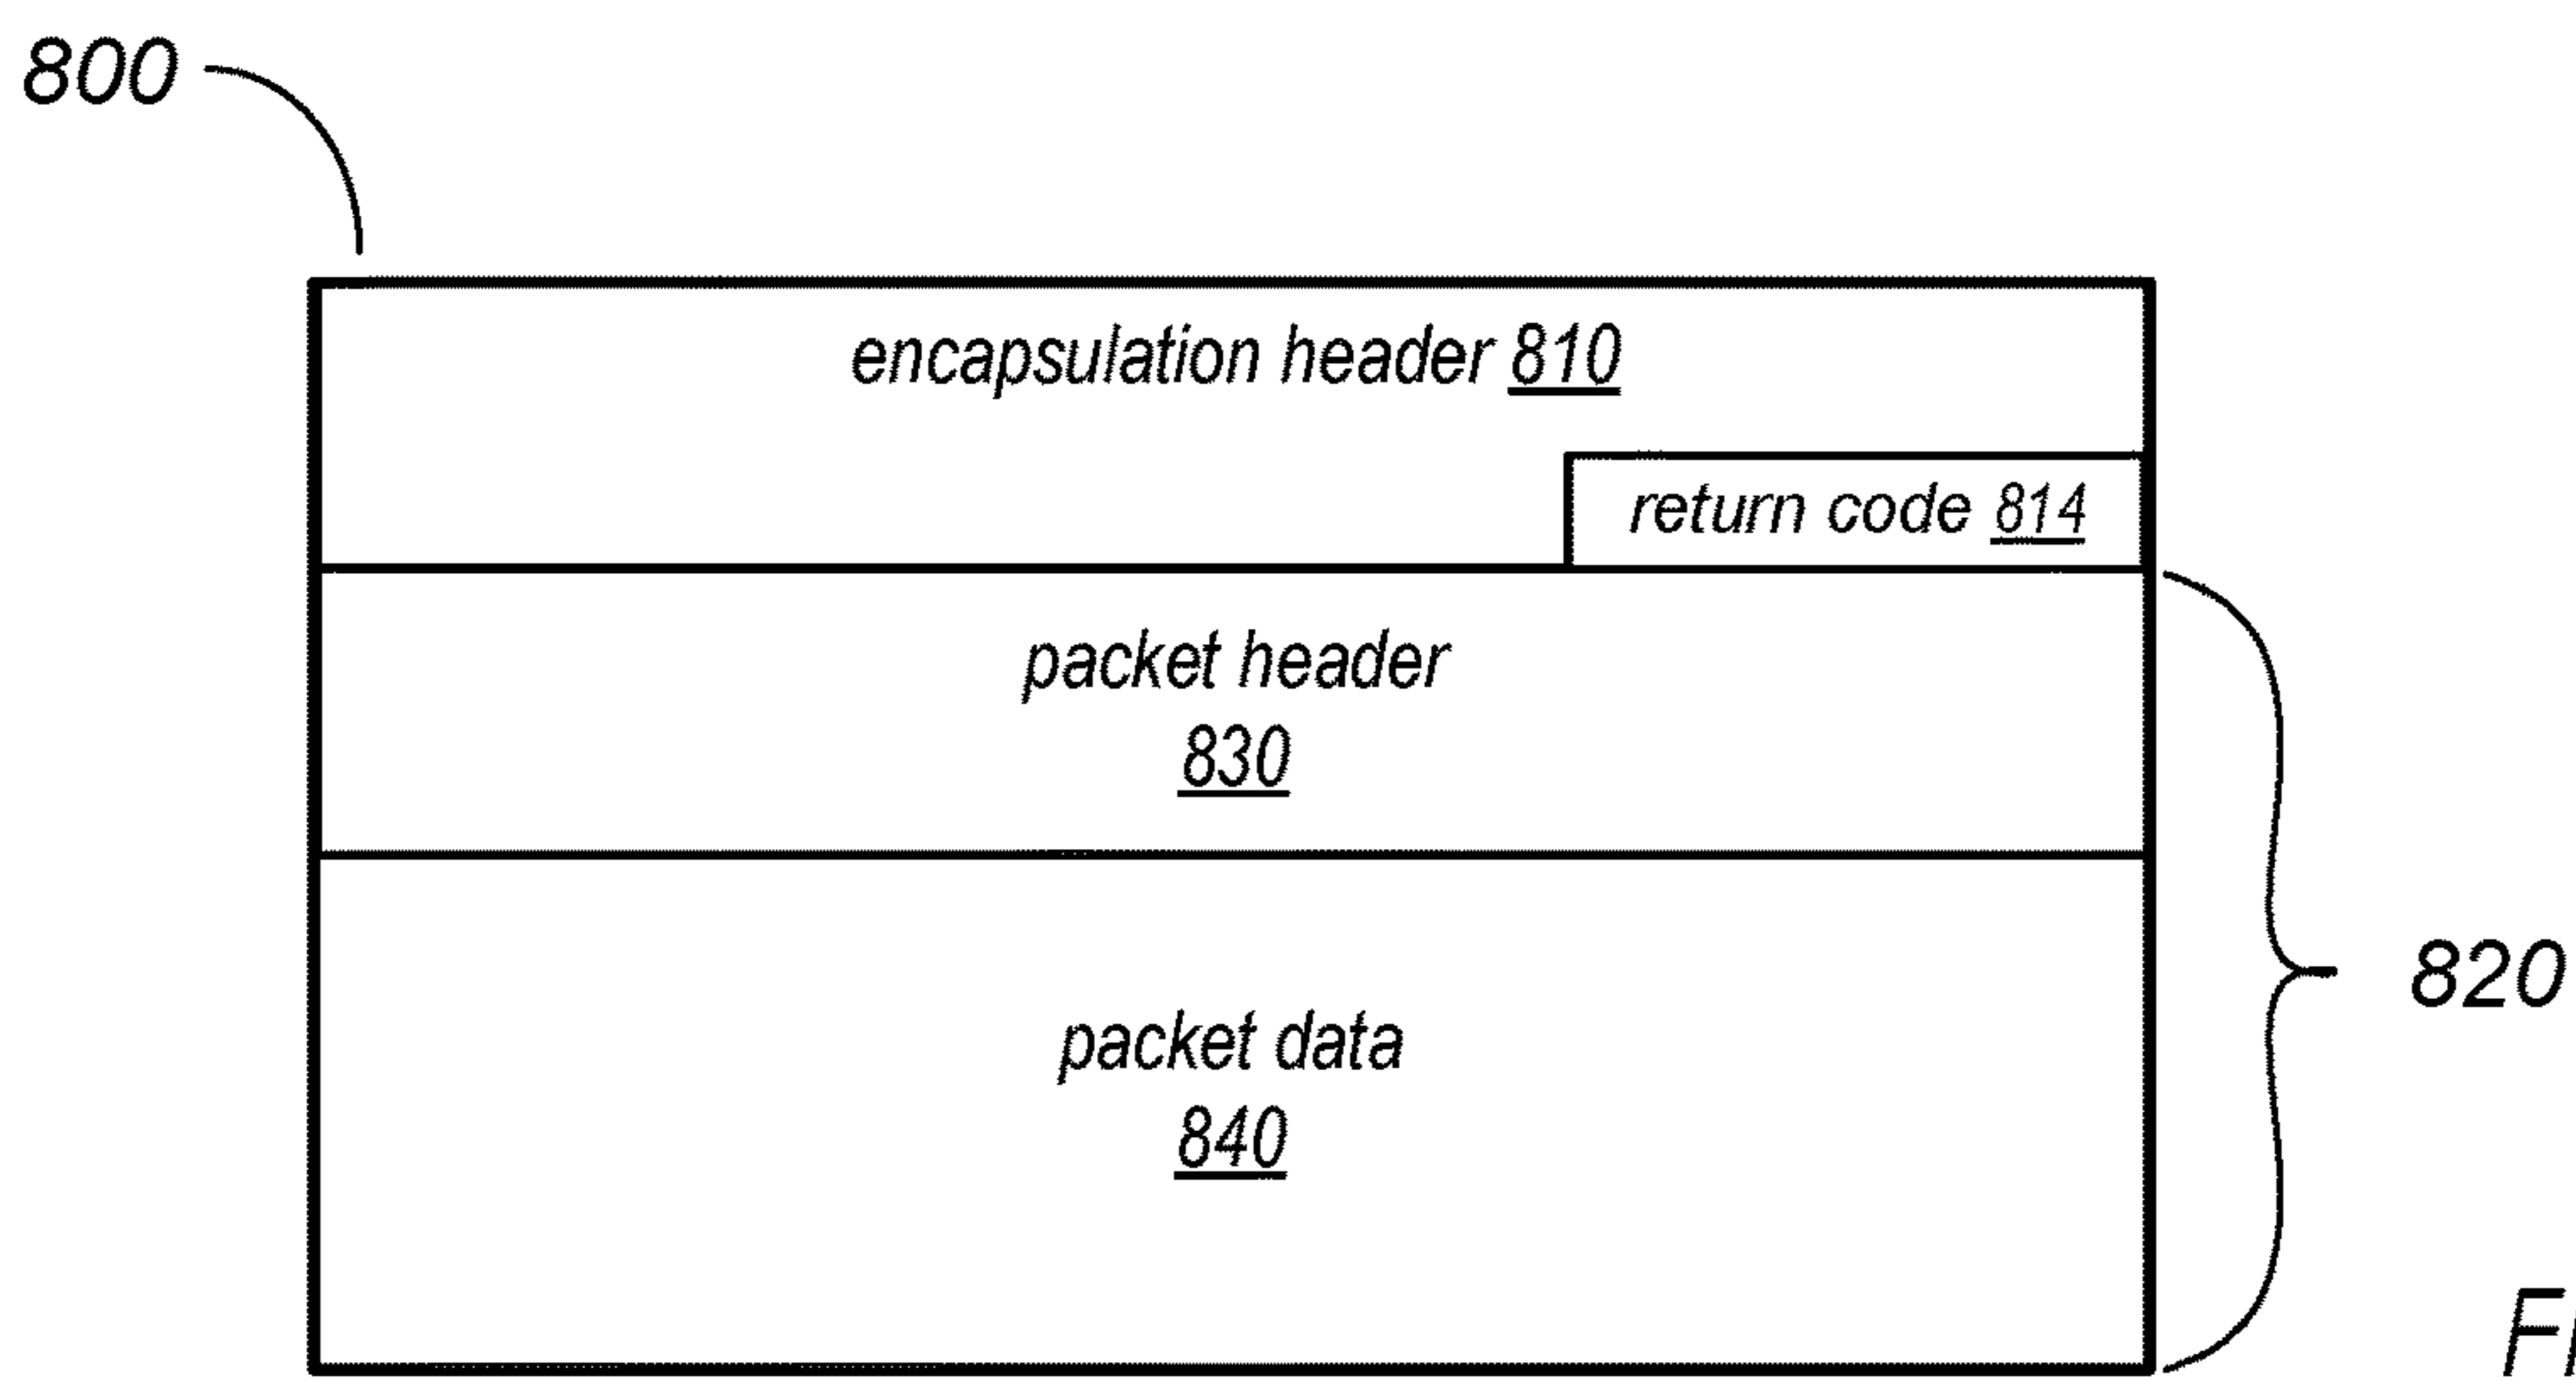 800
encapsulation header 810
return code 814
packet header
830
packet data
840
820